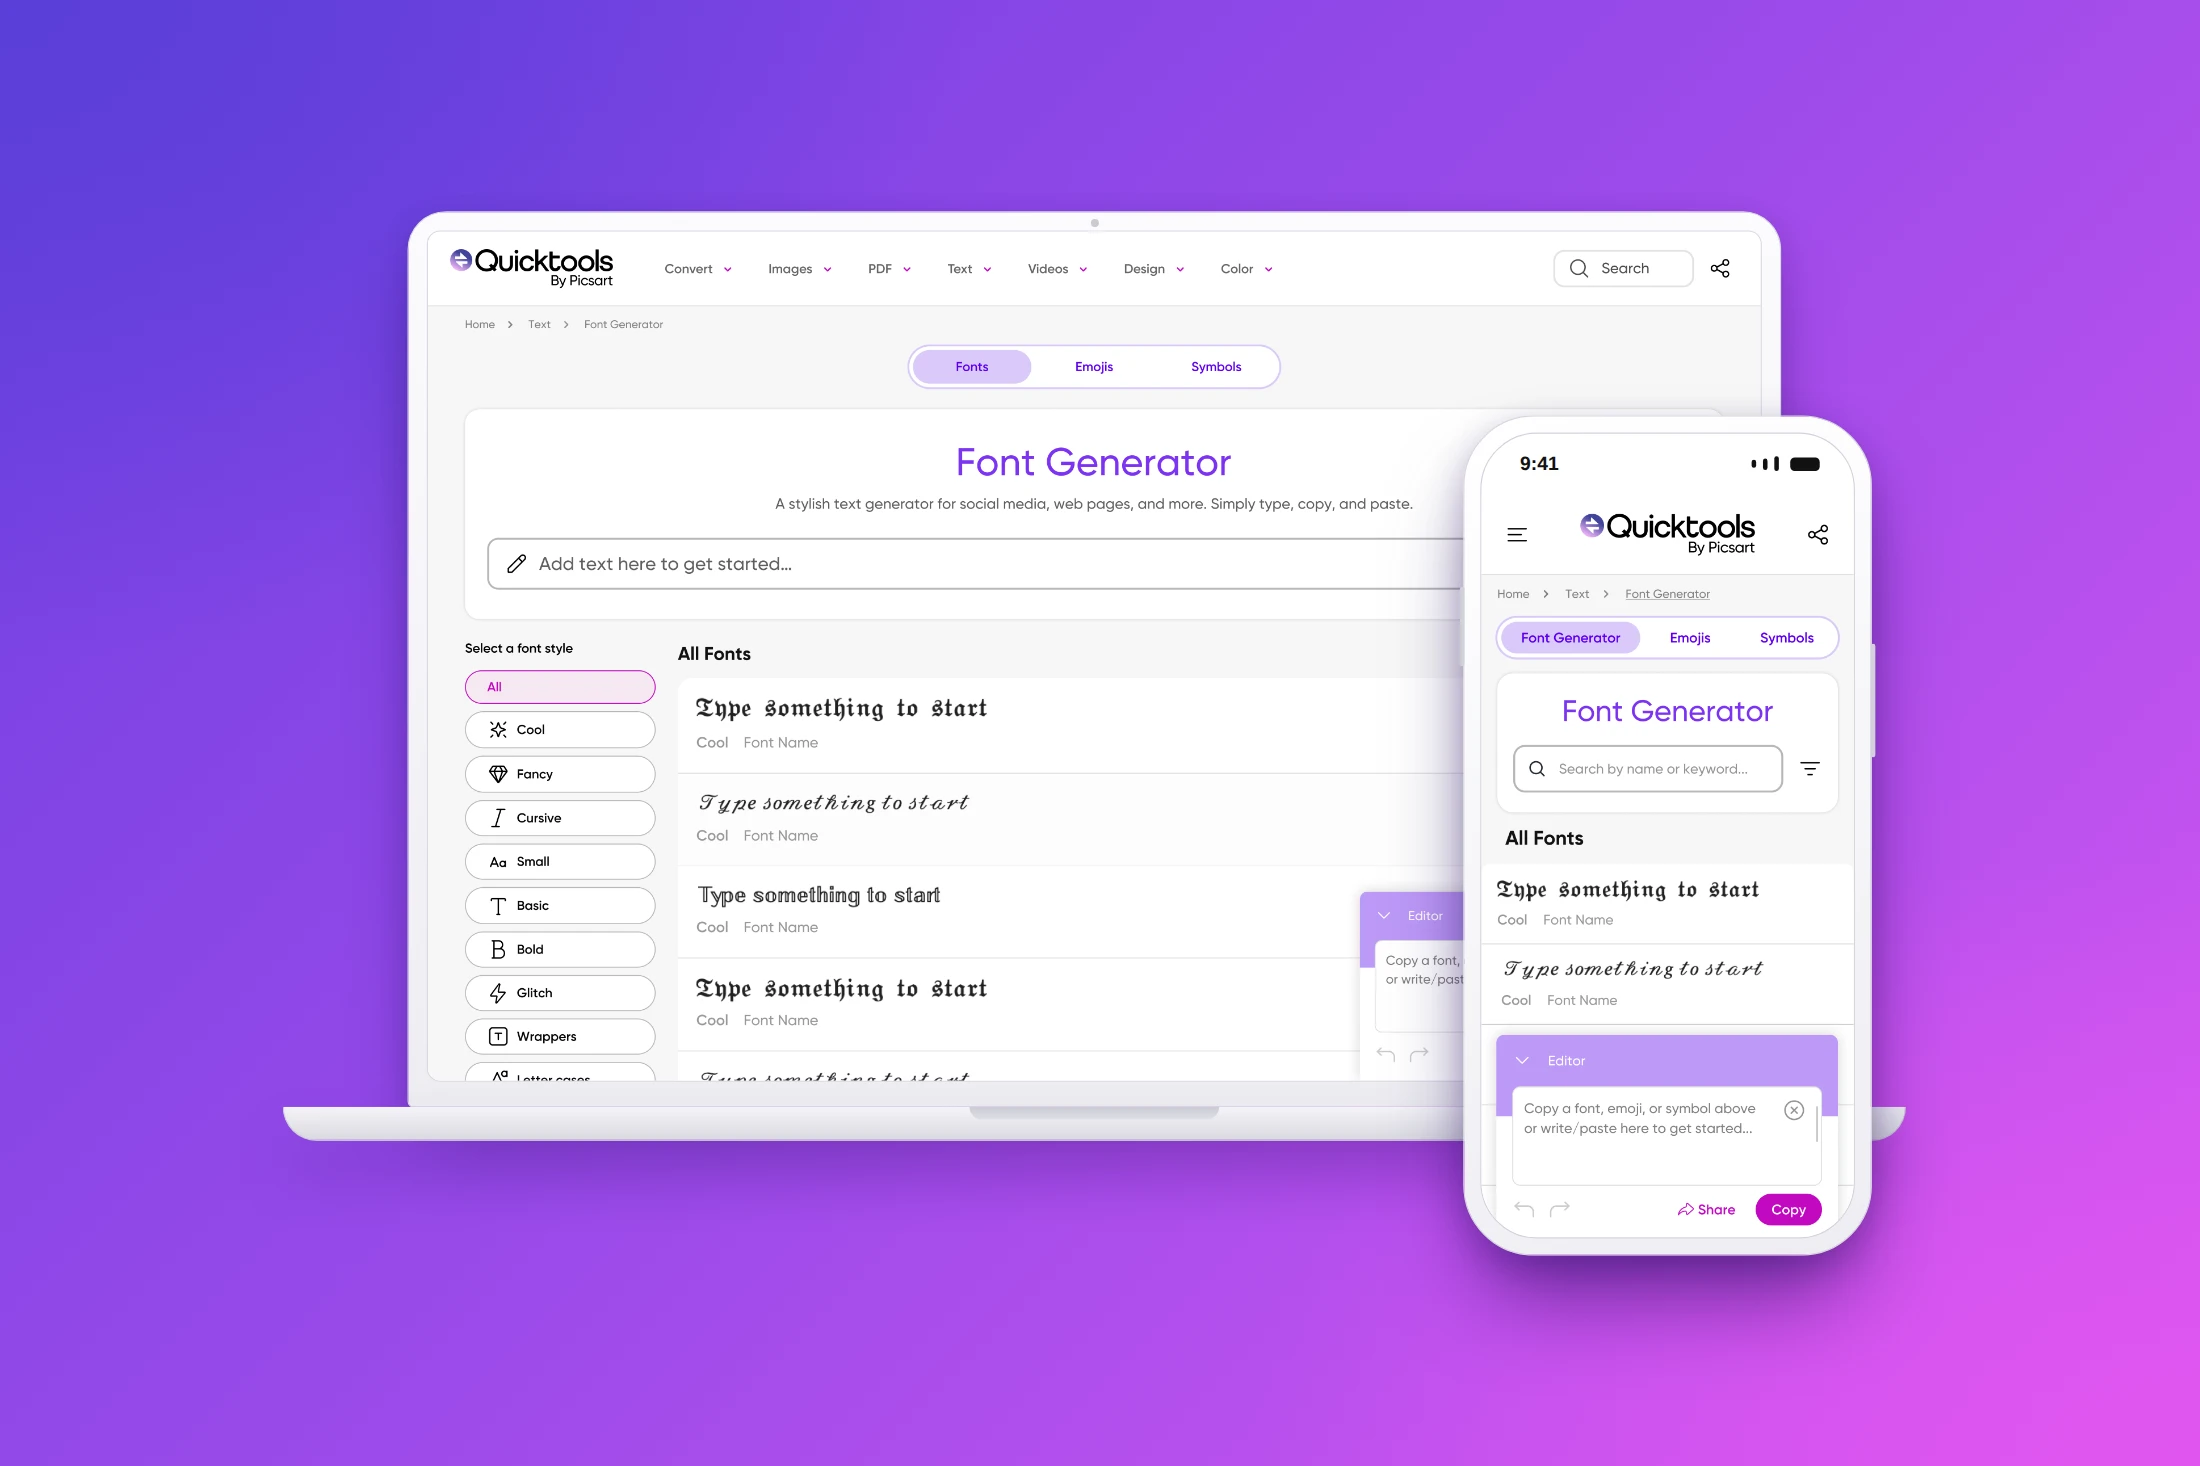 Quicktools
By Picsart
Convert Images PDF Text Videos Design Color
Search
Home > Text > Font Generator
Fonts Emojis Symbols
Font Generator
A stylish text generator for social media, web pages, and more. Simply type, copy, and paste.
Add text here to get started...
Select a font style
All
Cool
Fancy
Cursive
Aa Small
Basic
Bold
Glitch
Wrappers
Letter cases
All Fonts
Type something to start
Cool Font Name
Type something to start
Cool Font Name
Type something to start
Cool Font Name
Type something to start
Cool Font Name
Type something to start
Editor
Copy a font,
or write/past
9:41
Quicktools
By Picsart
Home > Text > Font Generator
Font Generator Emojis Symbols
Font Generator
Search by name or keyword...
All Fonts
Type something to start
Cool Font Name
Type something to start
Cool Font Name
Editor
Copy a font, emoji, or symbol above
or write/paste here to get started...
Share Copy